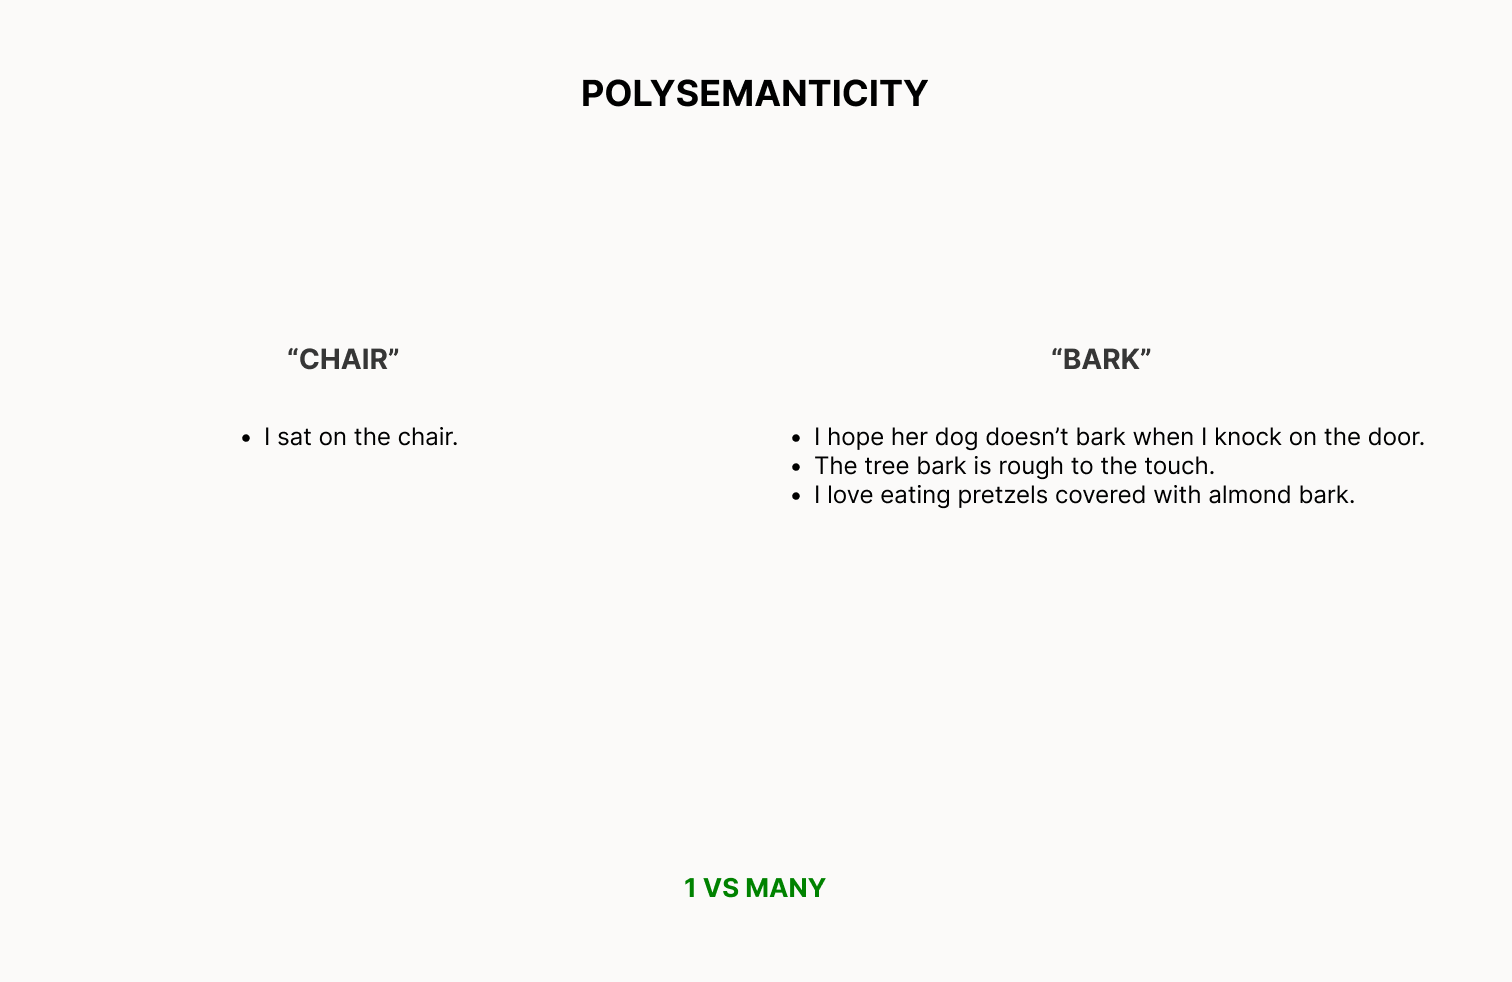 POLYSEMANTICITY
“CHAIR”
• I sat on the chair.
“BARK”
• I hope her dog doesn’t bark when I knock on the door.
• The tree bark is rough to the touch.
• I love eating pretzels covered with almond bark.
1 VS MANY